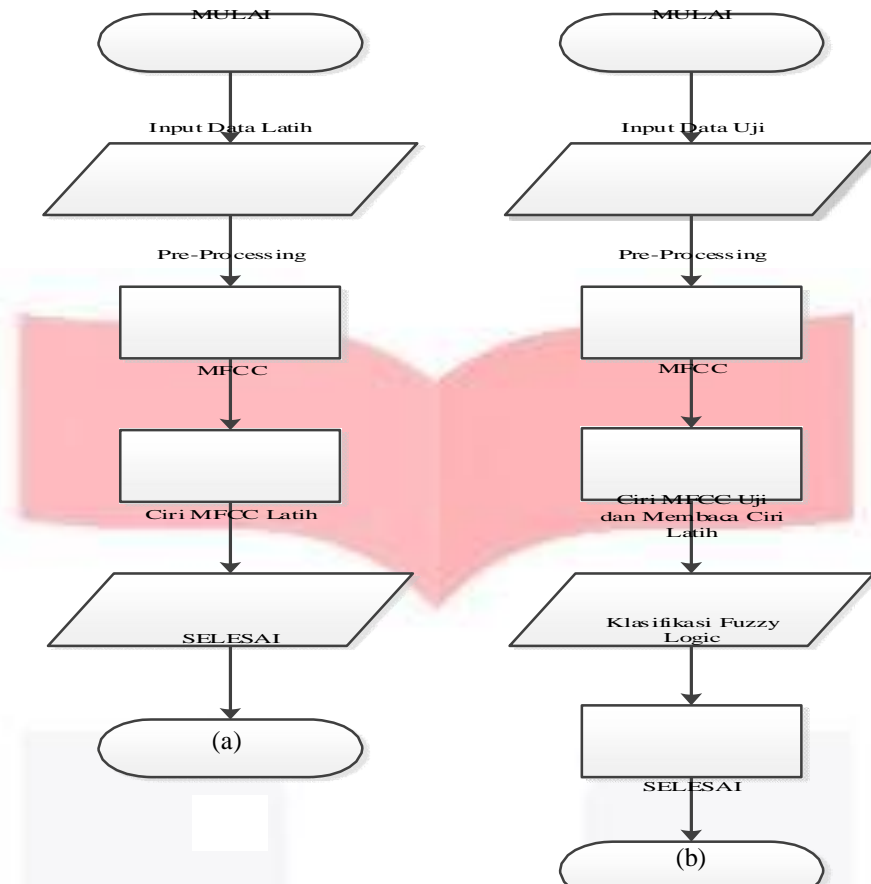 MULAI
Input Data Latih
Pre-Processing
MFCC
Ciri MFCC Latih
SELESAI
(a)
MULAI
Input Data Uji
Pre-Processing
MFCC
Ciri MFCC Uji
dan Membaca Ciri
Latih
Klasifikasi Fuzzy
Logic
SELESAI
(b)